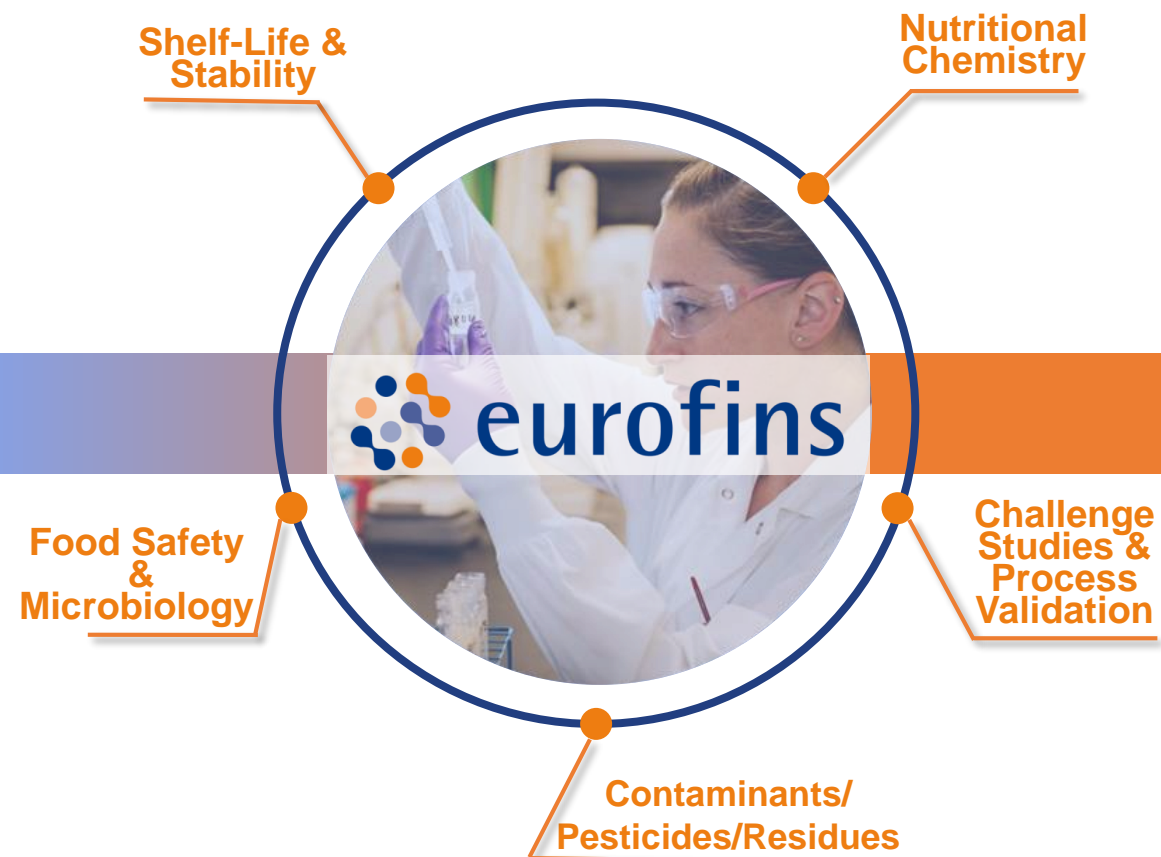 Shelf-Life &
Stability
Nutritional
Chemistry
eurofins
Food Safety
&
Microbiology
Challenge
Studies &
Process
Validation
Contaminants/
Pesticides/Residues